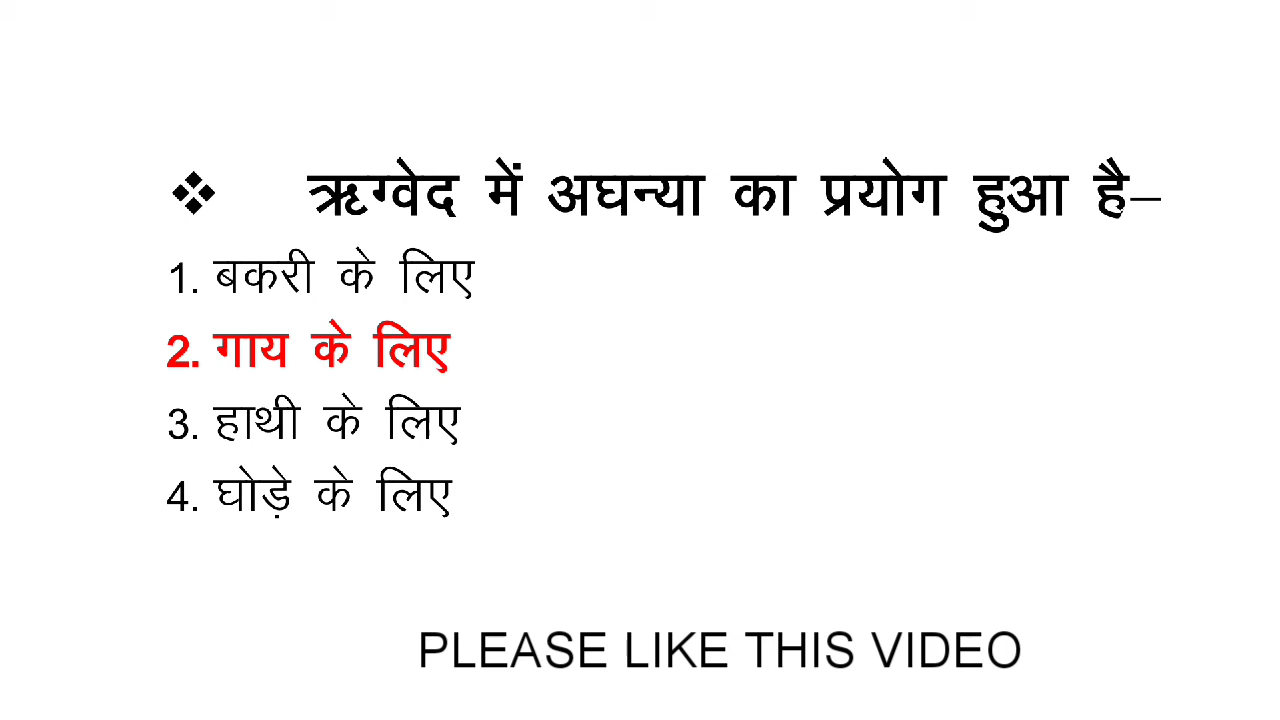 ❖ ऋग्वेद में अघन्या का प्रयोग हुआ है–
1. बकरी के लिए
2. गाय के लिए
3. हाथी के लिए
4. घोड़े के लिए
PLEASE LIKE THIS VIDEO